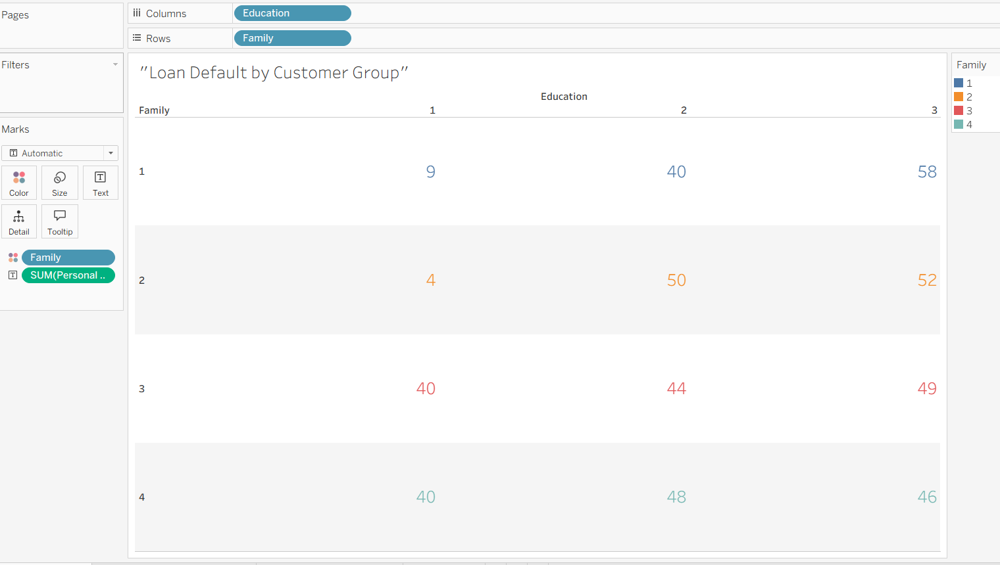 Pages
Columns
Education
Rows
Family
Filters
"Loan Default by Customer Group"
Family
1
2
3
4
Education
Family 1 2 3
Marks
Automatic
Color Size Text
Detail Tooltip
Family
SUM(Personal ..
1 9 40 58
2 4 50 52
3 40 44 49
4 40 48 46